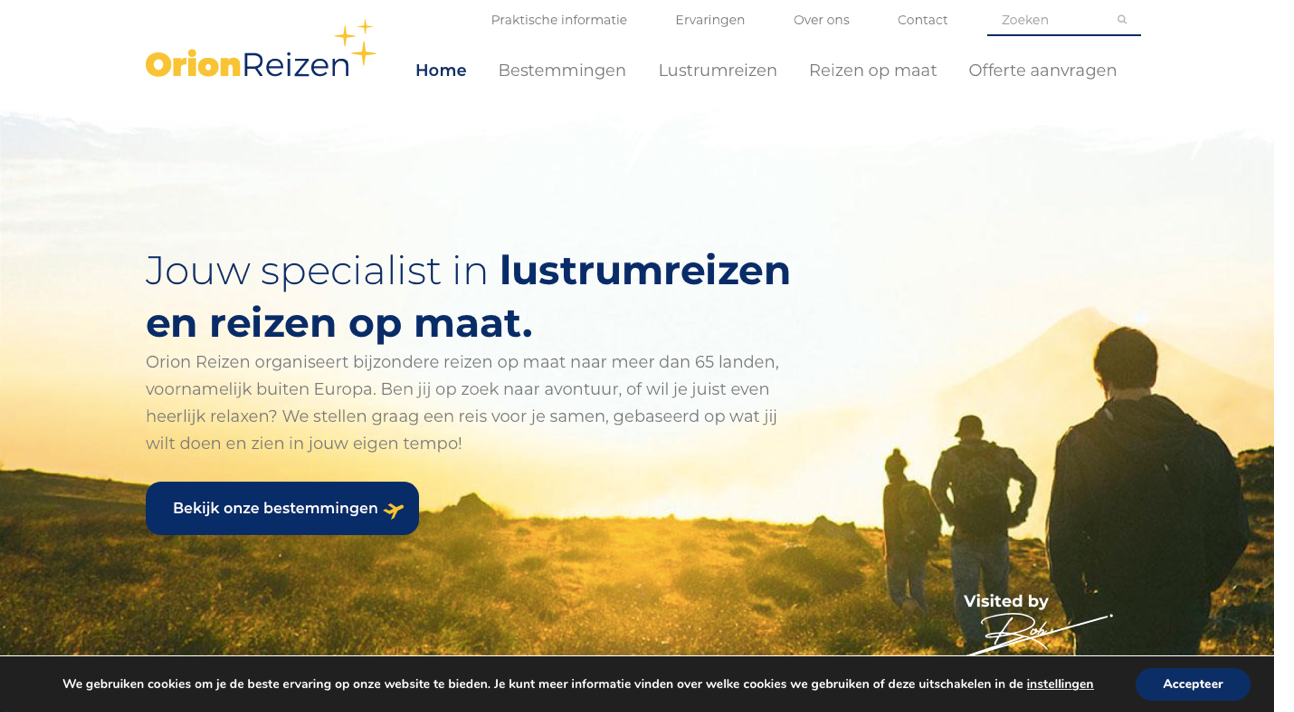 Praktische informatie
Ervaringen
Over ons
Contact
Zoeken
OrionReizen
Home
Bestemmingen
Lustrumreizen
Reizen op maat
Offerte aanvragen
Jouw specialist in lustrumreizen
en reizen op maat.
Orion Reizen organiseert bijzondere reizen op maat naar meer dan 65 landen,
voornamelijk buiten Europa. Ben jij op zoek naar avontuur, of wil je juist even
heerlijk relaxen? We stellen graag een reis voor je samen, gebaseerd op wat jij
wilt doen en zien in jouw eigen tempo!
Bekijk onze bestemmingen
Visited by
Rob
We gebruiken cookies om je de beste ervaring op onze website te bieden. Je kunt meer informatie vinden over welke cookies we gebruiken of deze uitschakelen in de instellingen
Accepteer